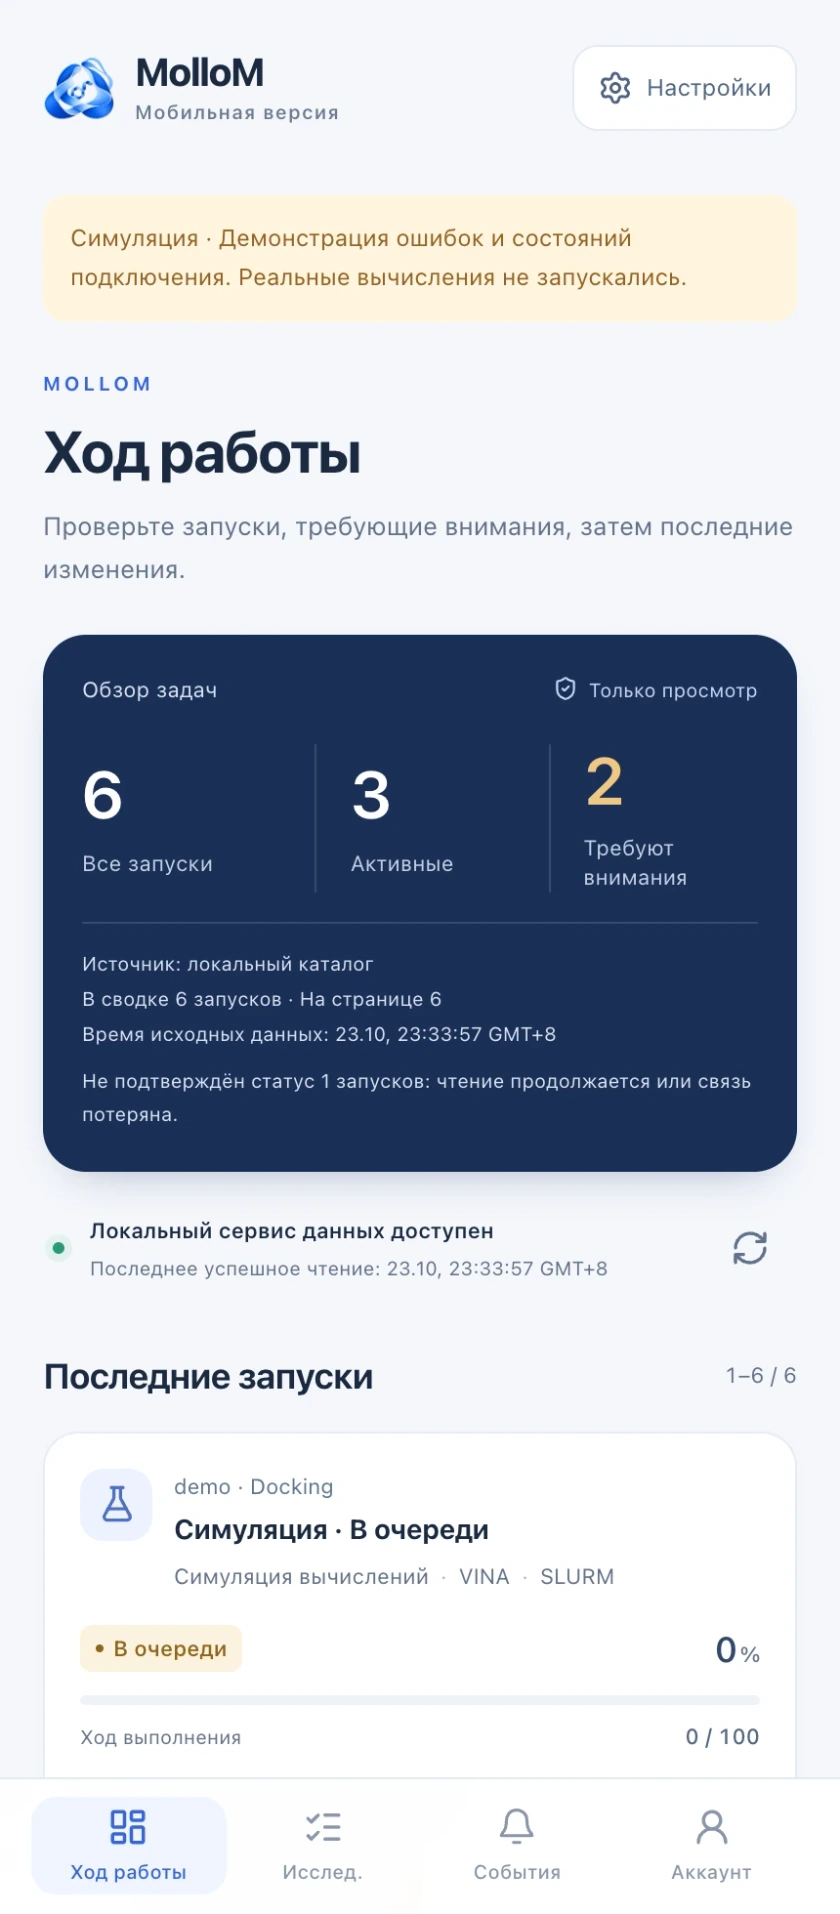 MolloM
Мобильная версия
Настройки
Симуляция · Демонстрация ошибок и состояний
подключения. Реальные вычисления не запускались.
MOLLOM
Ход работы
Проверьте запуски, требующие внимания, затем последние
изменения.
Обзор задач
Только просмотр
6
Все запуски
3
Активные
2
Требуют
внимания
Источник: локальный каталог
В сводке 6 запусков · На странице 6
Время исходных данных: 23.10, 23:33:57 GMT+8
Не подтверждён статус 1 запусков: чтение продолжается или связь
потеряна.
Локальный сервис данных доступен
Последнее успешное чтение: 23.10, 23:33:57 GMT+8
Последние запуски
1–6 / 6
demo · Docking
Симуляция · В очереди
Симуляция вычислений · VINA · SLURM
• В очереди
0 %
Ход выполнения
0 / 100
Ход работы
Исслед.
События
Аккаунт